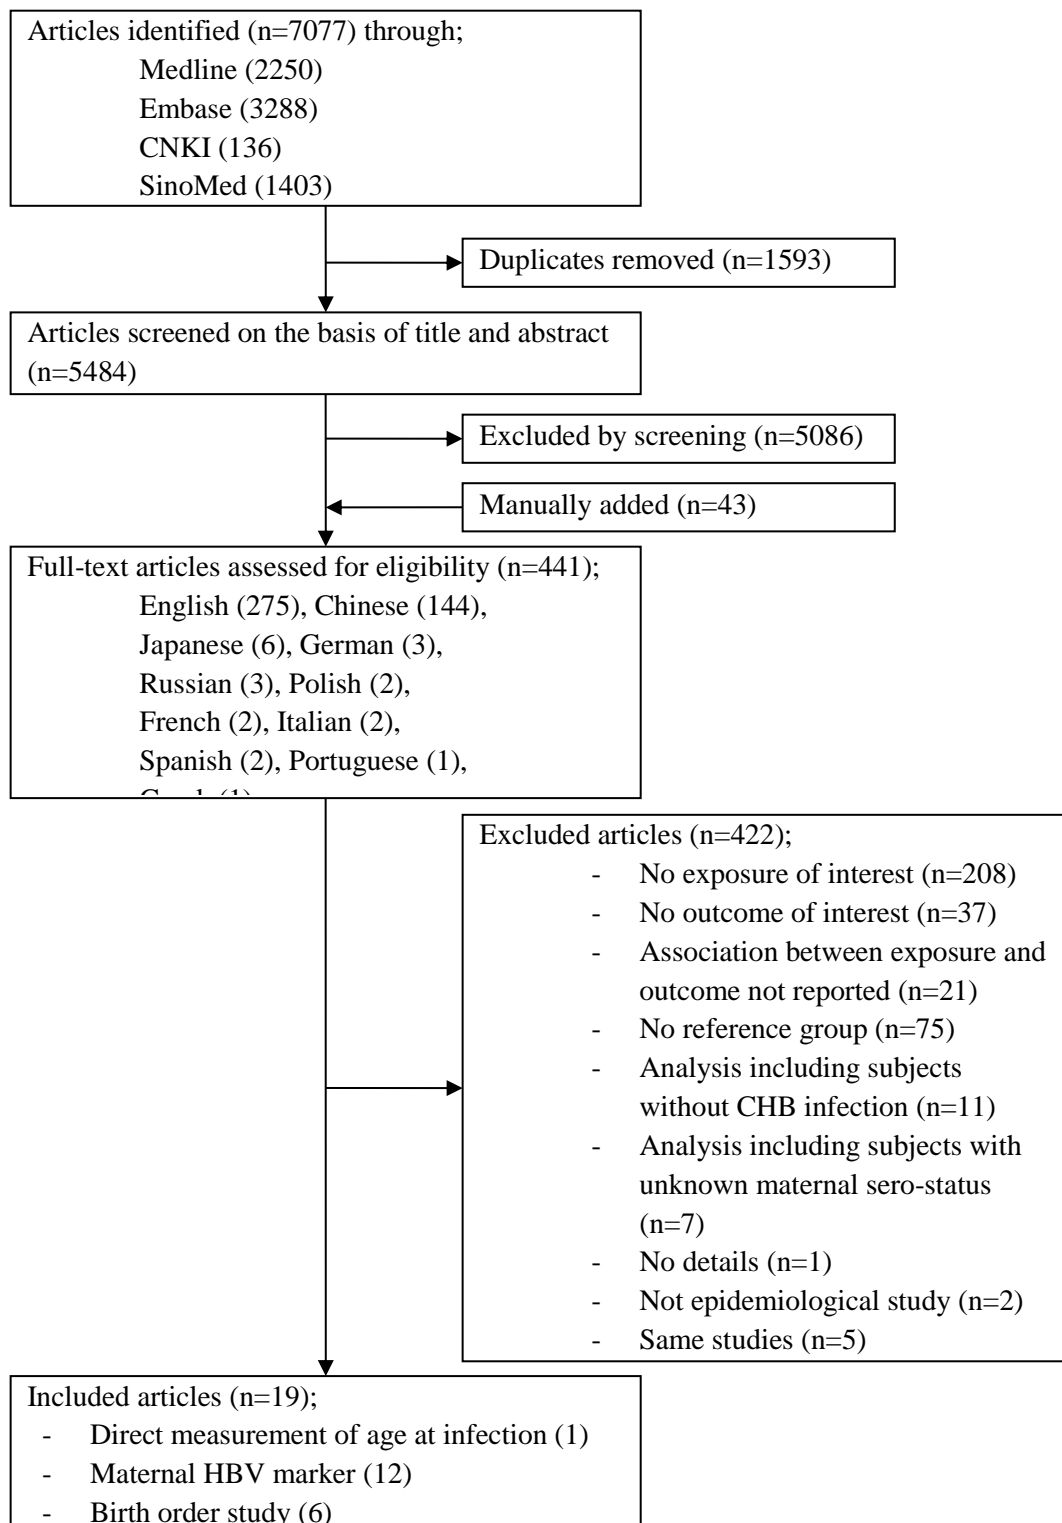 Articles identified (n=7077) through;
Medline (2250)
Embase (3288)
CNKI (136)
SinoMed (1403)
Duplicates removed (n=1593)
Articles screened on the basis of title and abstract
(n=5484)
Excluded by screening (n=5086)
Manually added (n=43)
Full-text articles assessed for eligibility (n=441);
English (275), Chinese (144),
Japanese (6), German (3),
Russian (3), Polish (2),
French (2), Italian (2),
Spanish (2), Portuguese (1),
Excluded articles (n=422);
- No exposure of interest (n=208)
- No outcome of interest (n=37)
- Association between exposure and
outcome not reported (n=21)
- No reference group (n=75)
- Analysis including subjects
without CHB infection (n=11)
- Analysis including subjects with
unknown maternal sero-status
(n=7)
- No details (n=1)
- Not epidemiological study (n=2)
- Same studies (n=5)
Included articles (n=19);
- Direct measurement of age at infection (1)
- Maternal HBV marker (12)
- Birth order study (6)